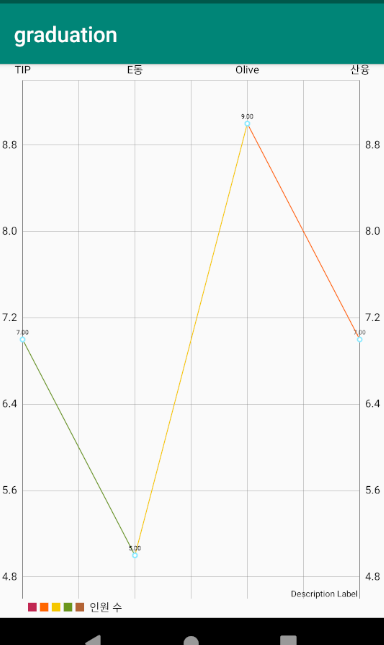 graduation
TIP E동 Olive 산융
9.00
8.8 8.8
8.0 8.0
7.2 7.2
7.00 7.00
6.4 6.4
5.6 5.6
5.00
4.8 4.8
Description Label
인원 수